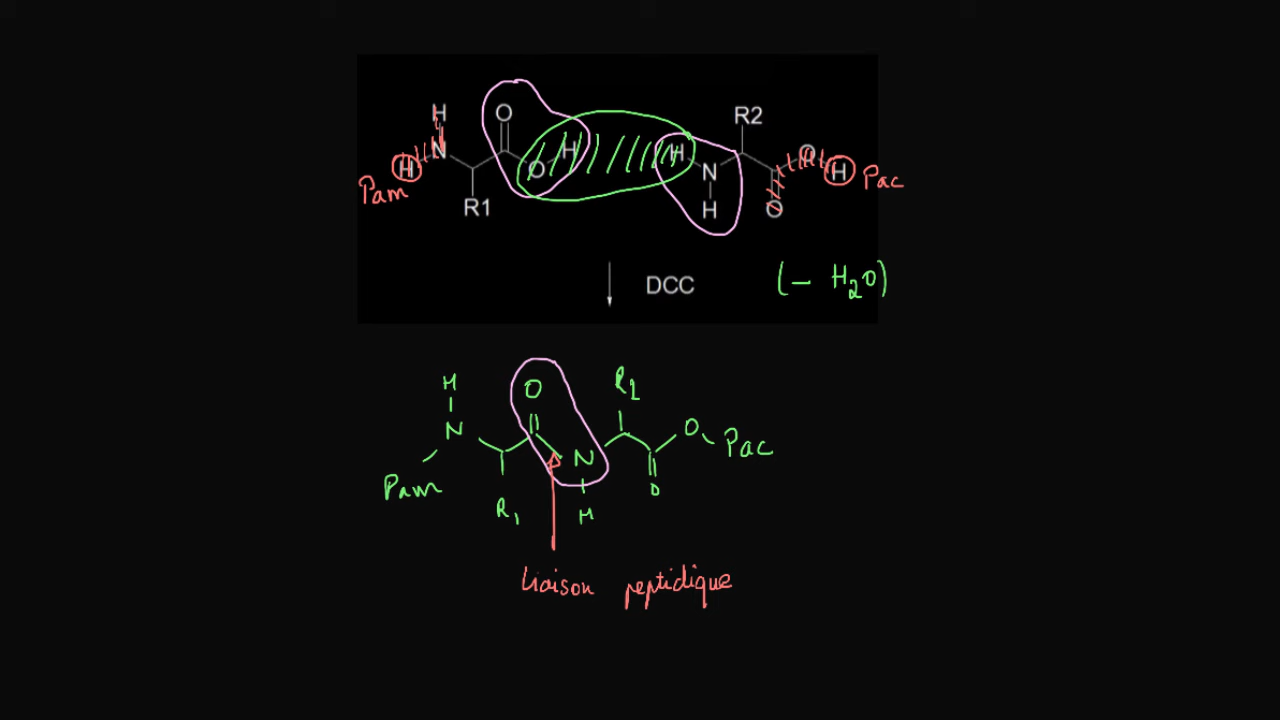 H O R2
H N O H H N O H
Pam Pac
R1 H O
DCC (- H2O)
H O R2
N O Pac
Pam N
R1 H O
liaison peptidique